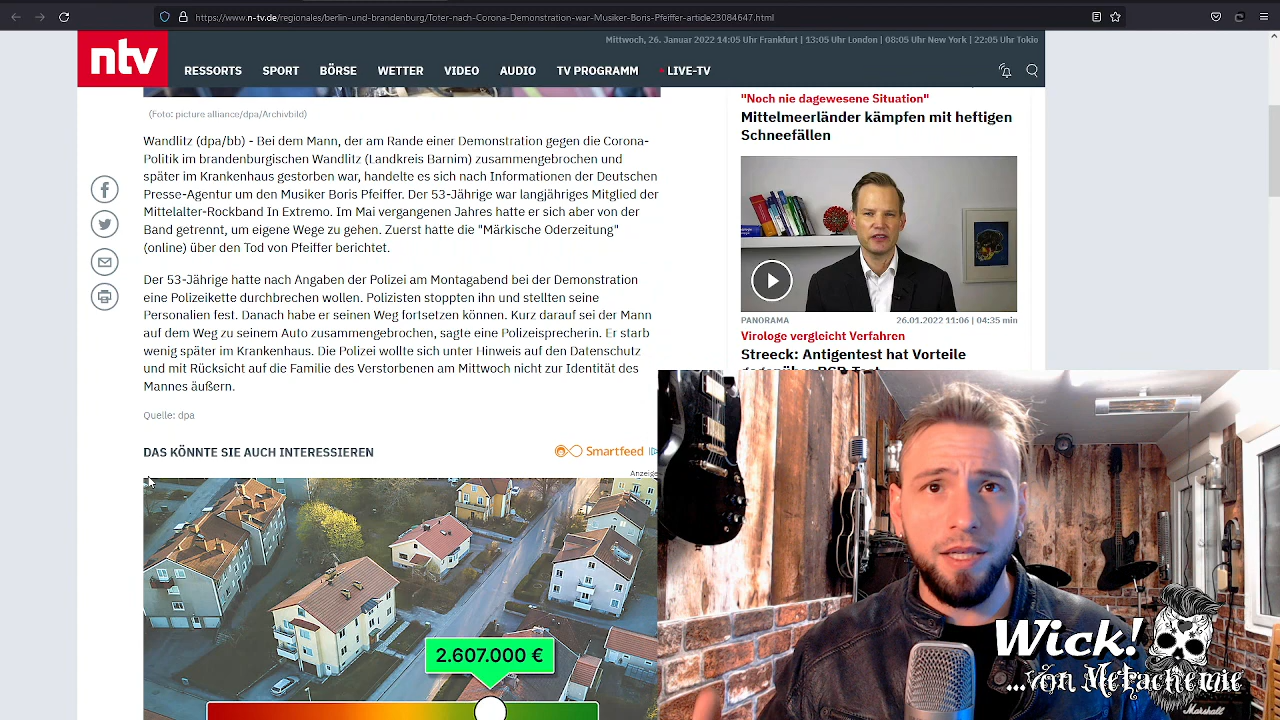 https://www.n-tv.de/regionales/berlin-und-brandenburg/Toter-nach-Corona-Demonstration-war-Musiker-Boris-Pfeiffer-article23084647.html
Mittwoch, 26. Januar 2022 14:05 Uhr Frankfurt | 13:05 Uhr London | 08:05 Uhr New York | 22:05 Uhr Tokio
ntv
RESSORTS SPORT BÖRSE WETTER VIDEO AUDIO TV PROGRAMM LIVE-TV
(Foto: picture alliance/dpa/Archivbild)
Wandlitz (dpa/bb) - Bei dem Mann, der am Rande einer Demonstration gegen die Corona-
Politik im brandenburgischen Wandlitz (Landkreis Barnim) zusammengebrochen und
später im Krankenhaus gestorben war, handelte es sich nach Informationen der Deutschen
Presse-Agentur um den Musiker Boris Pfeiffer. Der 53-Jährige war langjähriges Mitglied der
Mittelalter-Rockband In Extremo. Im Mai vergangenen Jahres hatte er sich aber von der
Band getrennt, um eigene Wege zu gehen. Zuerst hatte die "Märkische Oderzeitung"
(online) über den Tod von Pfeiffer berichtet.
Der 53-Jährige hatte nach Angaben der Polizei am Montagabend bei der Demonstration
eine Polizeikette durchbrechen wollen. Polizisten stoppten ihn und stellten seine
Personalien fest. Danach habe er seinen Weg fortsetzen können. Kurz darauf sei der Mann
auf dem Weg zu seinem Auto zusammengebrochen, sagte eine Polizeisprecherin. Er starb
wenig später im Krankenhaus. Die Polizei wollte sich unter Hinweis auf den Datenschutz
und mit Rücksicht auf die Familie des Verstorbenen am Mittwoch nicht zur Identität des
Mannes äußern.
Quelle: dpa
DAS KÖNNTE SIE AUCH INTERESSIEREN
Smartfeed
Anzeige
2.607.000 €
"Noch nie dagewesene Situation"
Mittelmeerländer kämpfen mit heftigen
Schneefällen
PANORAMA 26.01.2022 11:06 | 04:35 min
Virologe vergleicht Verfahren
Streeck: Antigentest hat Vorteile
Wick!
...von Metachemie
Marshall